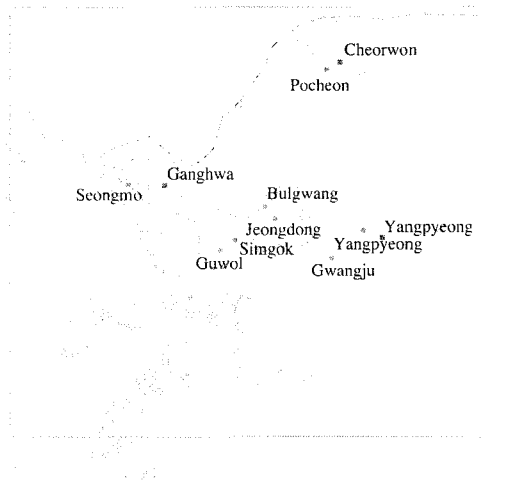 Cheorwon
Pocheon
Ganghwa
Seongmo
Bulgwang
Jeongdong
Yangpyeong
Simgok
Yangpyeong
Guwol
Gwangju